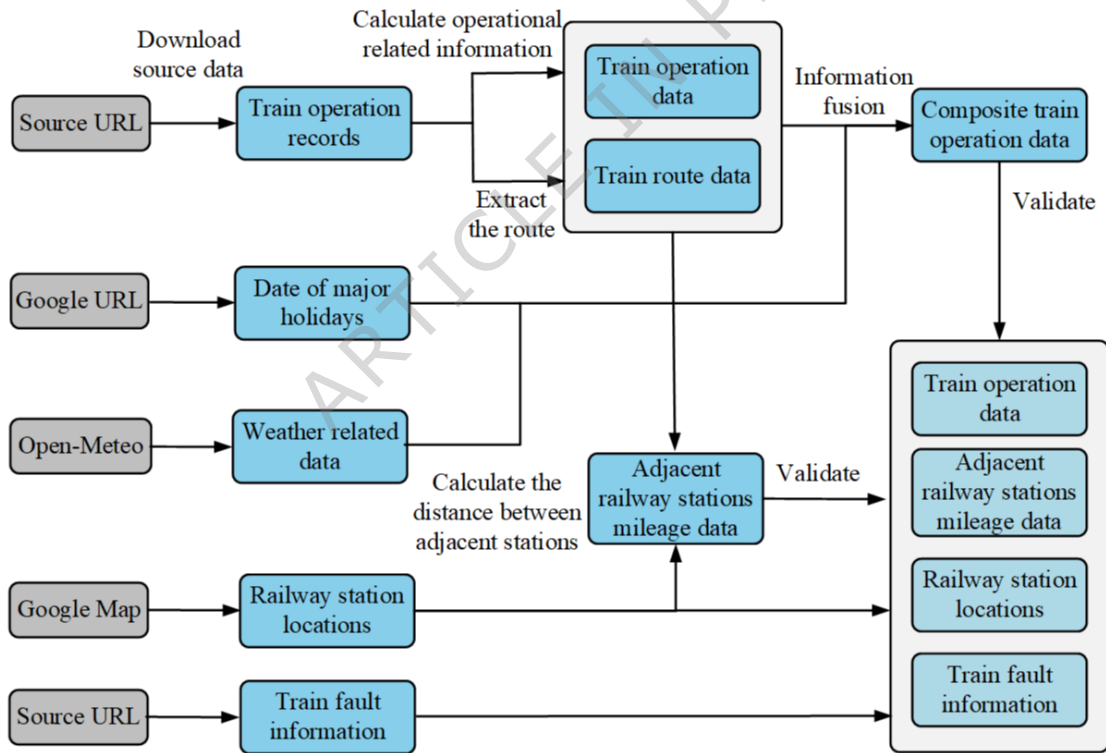 Download
source data
Calculate operational
related information
Source URL
Train operation
records
Train operation
data
Train route data
Extract
the route
Information
fusion
Composite train
operation data
Validate
Google URL
Date of major
holidays
Open-Meteo
Weather related
data
Calculate the
distance between
adjacent stations
Adjacent
railway stations
mileage data
Validate
Train operation
data
Adjacent
railway stations
mileage data
Railway station
locations
Train fault
information
Google Map
Railway station
locations
Source URL
Train fault
information
ARTICLE IN